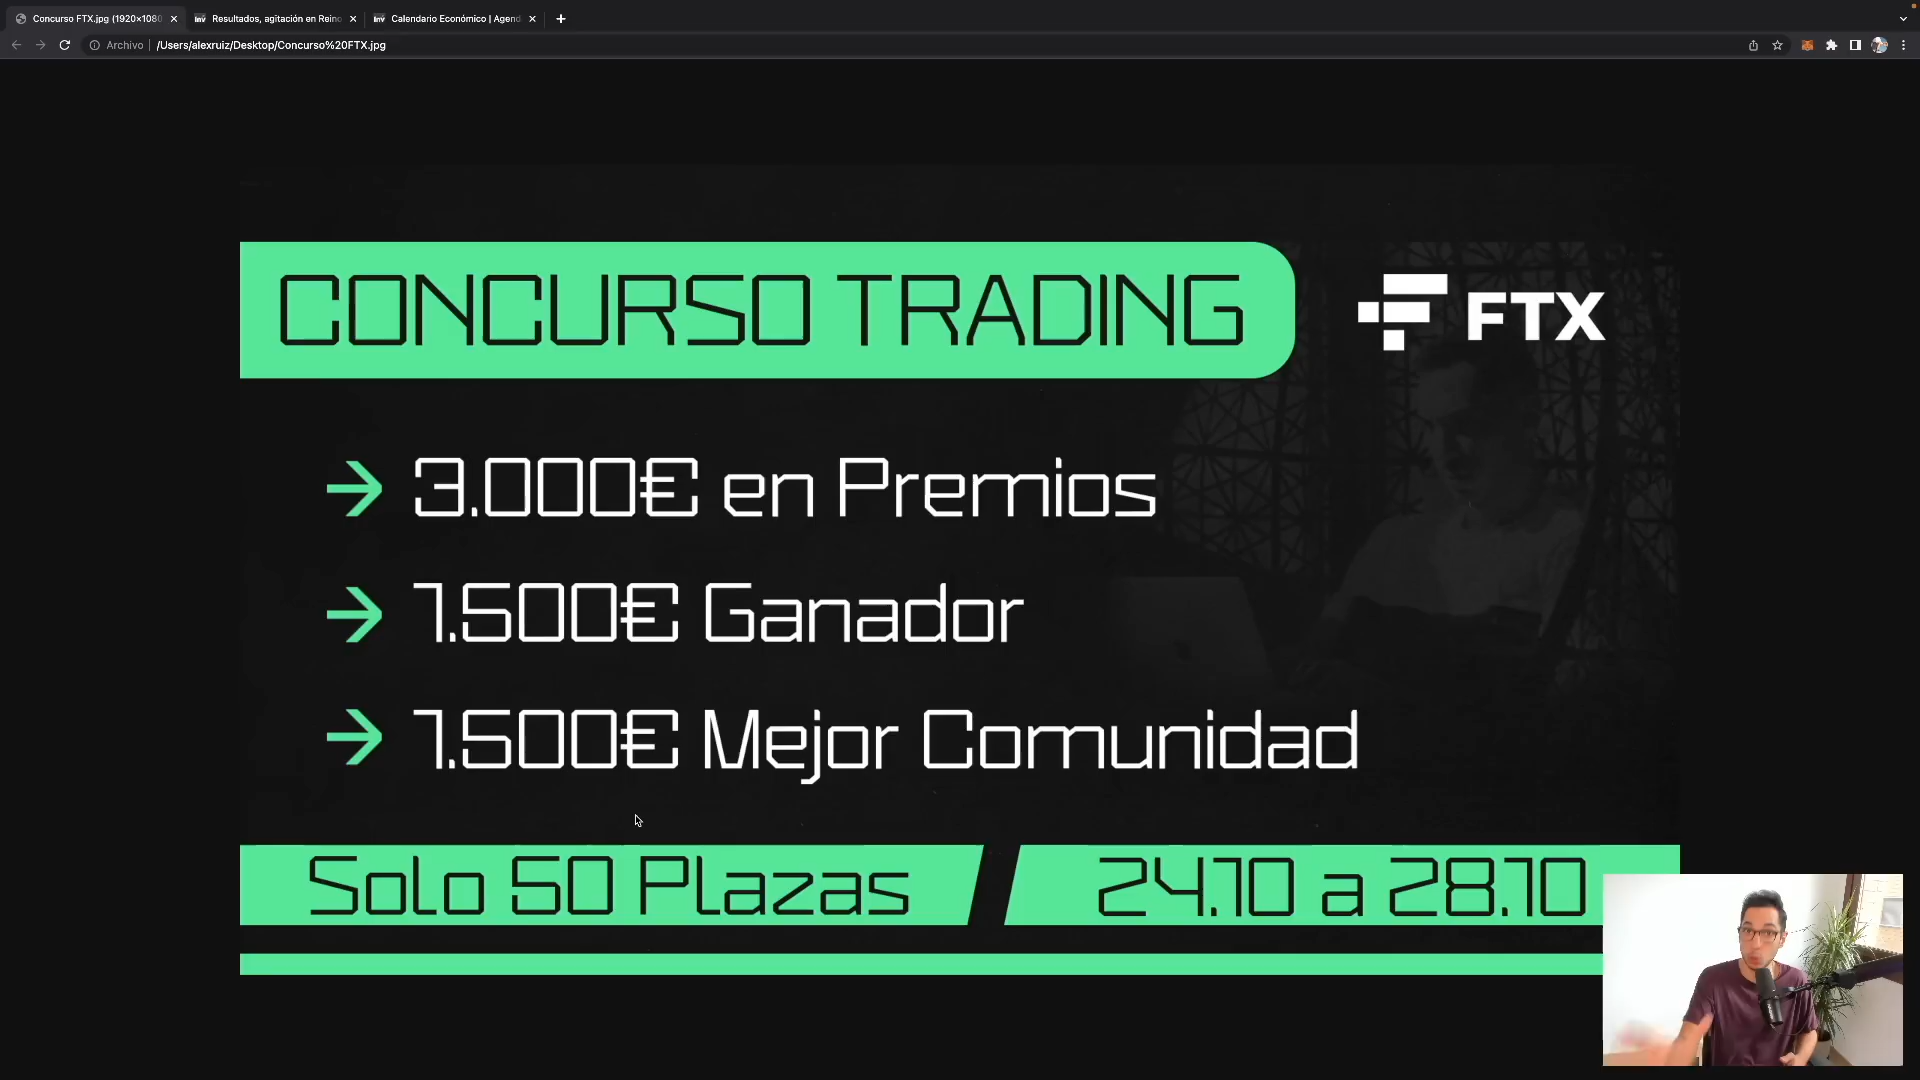 Concurso FTX.jpg (1920×1080
Resultados, agitación en Reino
Calendario Económico | Agend
Archivo
/Users/alexruiz/Desktop/Concurso%20FTX.jpg
CONCURSO TRADING
FTX
3.000€ en Premios
1.500€ Ganador
1.500€ Mejor Comunidad
Solo 50 Plazas
24.10 a 28.10